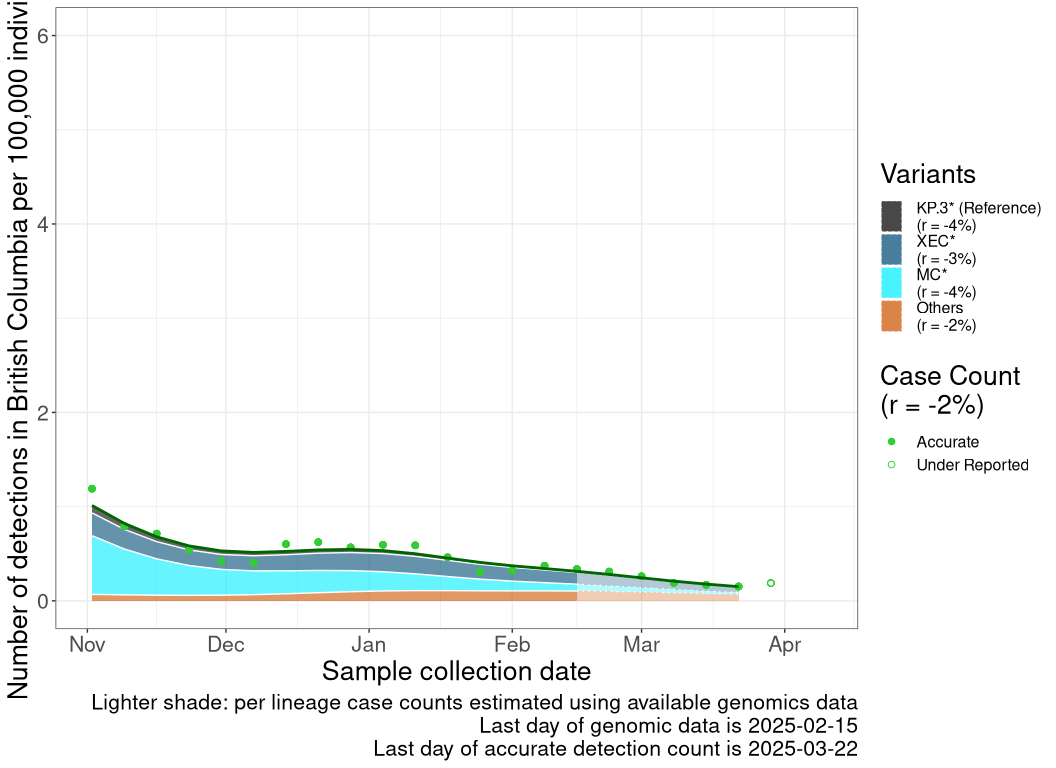 Number of detections in British Columbia per 100,000
6
4
2
0
Nov Dec Jan Feb Mar Apr
Sample collection date
Lighter shade: per lineage case counts estimated using available genomics data
Last day of genomic data is 2025-02-15
Last day of accurate detection count is 2025-03-22
Variants
KP.3* (Reference)
(r = -4%)
XEC*
(r = -3%)
MC*
(r = -4%)
Others
(r = -2%)
Case Count
(r = -2%)
Accurate
Under Reported